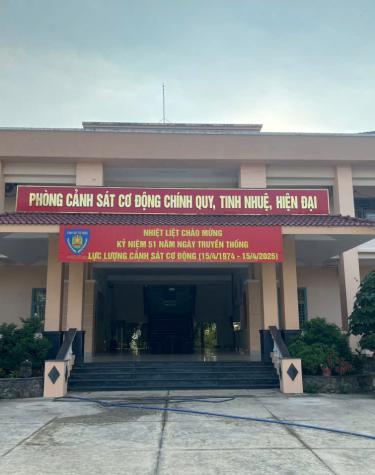 PHÒNG CẢNH SÁT CƠ ĐỘNG CHÍNH QUY, TINH NHUỆ, HIỆN ĐẠI
NHIỆT LIỆT CHÀO MỪNG
KỶ NIỆM 51 NĂM NGÀY TRUYỀN THỐNG
LỰC LƯỢNG CẢNH SÁT CƠ ĐỘNG (15/4/1974 - 15/4/2025)